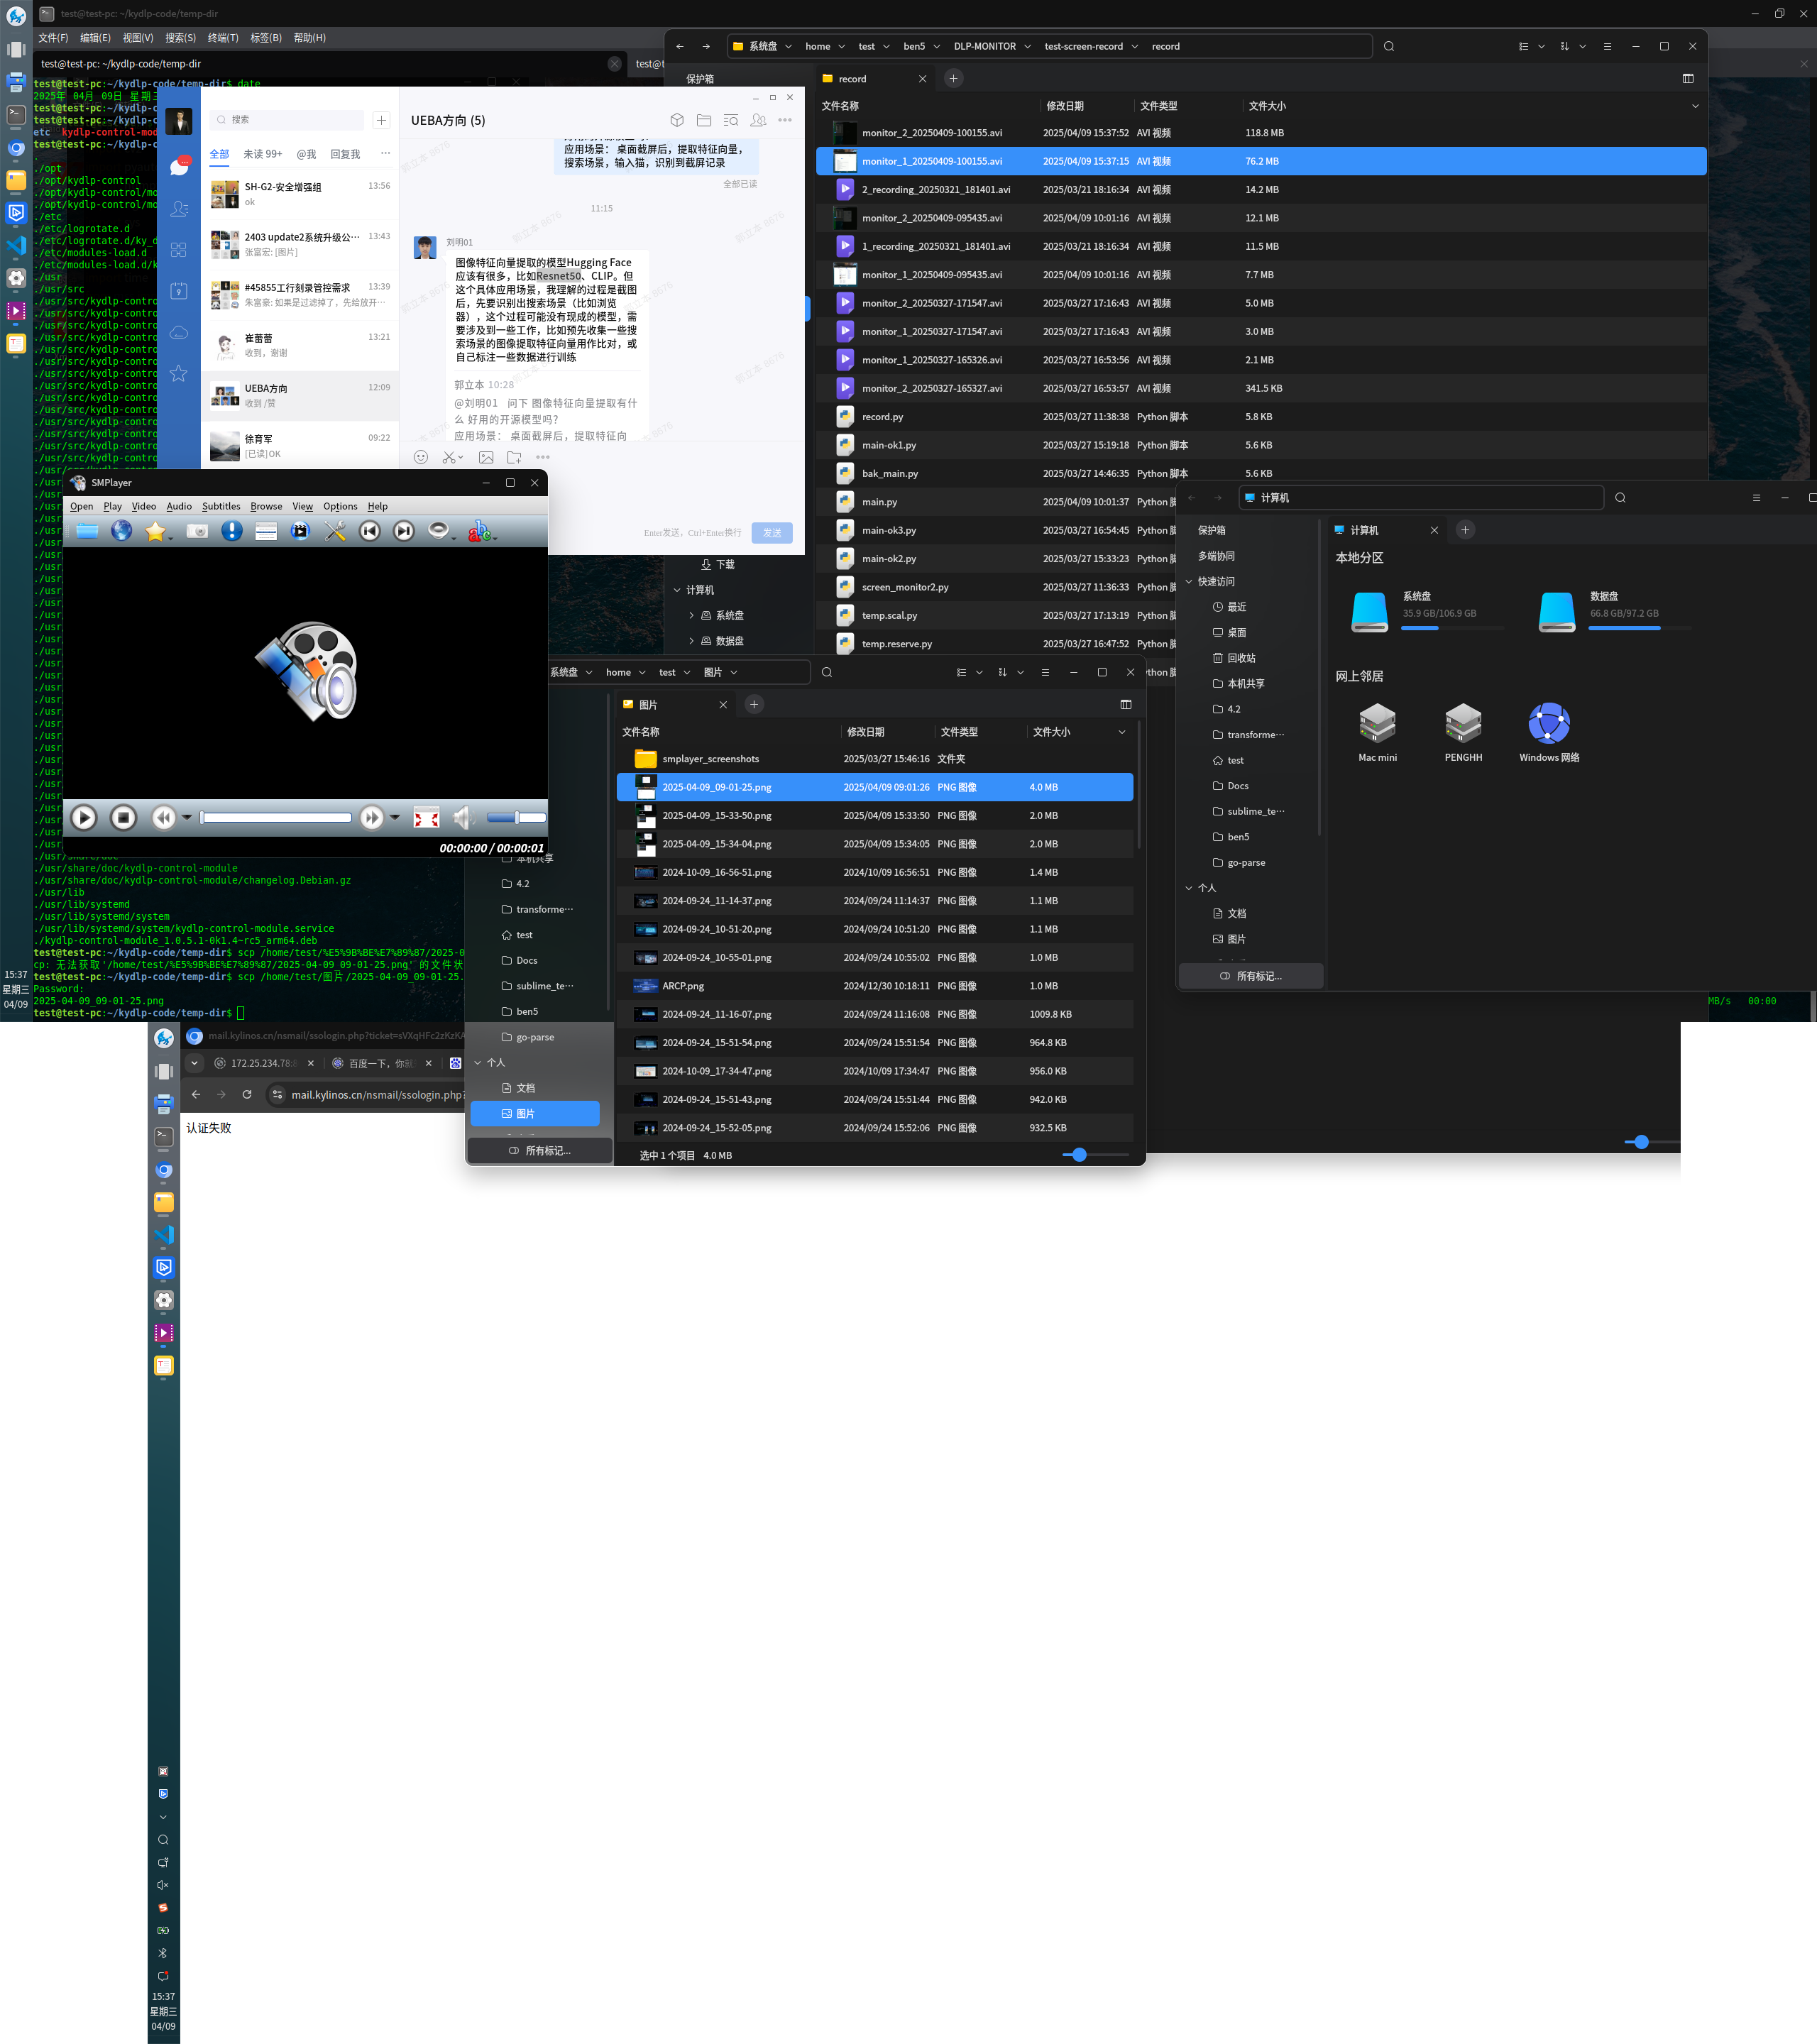 test@test-pc: ~/kydlp-code/temp-dir
文件(F) 编辑(E) 视图(V) 搜索(S) 终端(T) 标签(B) 帮助(H)
test@test-pc: ~/kydlp-code/temp-dir
test@t
test@test-pc:~/kydlp-code/temp-dir$ date
2025年 04月 09日 星期三
test@test-pc:~/kydlp-code/temp-dir$
etc kydlp-control-mo
./opt
./opt/kydlp-control
./opt/kydlp-control/mo
./opt/kydlp-control/mo
./etc
./etc/logrotate.d
./etc/logrotate.d/ky_d
./etc/modules-load.d
./etc/modules-load.d/k
./usr
./usr/src
./usr/src/kydlp-contro
./usr/share/doc
./usr/share/doc/kydlp-control-module
./usr/share/doc/kydlp-control-module/changelog.Debian.gz
./usr/lib
./usr/lib/systemd
./usr/lib/systemd/system
./usr/lib/systemd/system/kydlp-control-module.service
./kydlp-control-module_1.0.5.1-0k1.4~rc5_arm64.deb
test@test-pc:~/kydlp-code/temp-dir$ scp /home/test/%E5%9B%BE%E7%89%87/2025-0
cp: 无法获取'/home/test/%E5%9B%BE%E7%89%87/2025-04-09_09-01-25.png' 的文件状
test@test-pc:~/kydlp-code/temp-dir$ scp /home/test/图片/2025-04-09_09-01-25.
Password:
2025-04-09_09-01-25.png
test@test-pc:~/kydlp-code/temp-dir$
MB/s 00:00
15:37
星期三
04/09
搜索
全部 未读 99+ @我 回复我
SH-G2-安全增强组 13:56
ok
2403 update2系统升级公… 13:43
张富宏: [图片]
#45855工行刻录管控需求 13:39
朱富豪: 如果是过滤掉了，先给放开…
崔蕾蕾 13:21
收到，谢谢
UEBA方向 12:09
收到 /赞
徐育军 09:22
[已读]OK
UEBA方向 (5)
应用场景： 桌面截屏后，提取特征向量，
搜索场景，输入猫，识别到截屏记录
全部已读
11:15
刘明01
图像特征向量提取的模型Hugging Face
应该有很多，比如Resnet50、CLIP。但
这个具体应用场景，我理解的过程是截图
后，先要识别出搜索场景（比如浏览
器），这个过程可能没有现成的模型，需
要涉及到一些工作，比如预先收集一些搜
索场景的图像提取特征向量用作比对，或
自己标注一些数据进行训练
郭立本 10:28
@刘明01 问下 图像特征向量提取有什
么 好用的开源模型吗?
应用场景： 桌面截屏后，提取特征向
郭立本 8676
Enter发送，Ctrl+Enter换行
发送
系统盘 home test ben5 DLP-MONITOR test-screen-record record
保护箱
record
文件名称 修改日期 文件类型 文件大小
monitor_2_20250409-100155.avi 2025/04/09 15:37:52 AVI 视频 118.8 MB
monitor_1_20250409-100155.avi 2025/04/09 15:37:15 AVI 视频 76.2 MB
2_recording_20250321_181401.avi 2025/03/21 18:16:34 AVI 视频 14.2 MB
monitor_2_20250409-095435.avi 2025/04/09 10:01:16 AVI 视频 12.1 MB
1_recording_20250321_181401.avi 2025/03/21 18:16:34 AVI 视频 11.5 MB
monitor_1_20250409-095435.avi 2025/04/09 10:01:16 AVI 视频 7.7 MB
monitor_2_20250327-171547.avi 2025/03/27 17:16:43 AVI 视频 5.0 MB
monitor_1_20250327-171547.avi 2025/03/27 17:16:43 AVI 视频 3.0 MB
monitor_1_20250327-165326.avi 2025/03/27 16:53:56 AVI 视频 2.1 MB
monitor_2_20250327-165327.avi 2025/03/27 16:53:57 AVI 视频 341.5 KB
record.py 2025/03/27 11:38:38 Python 脚本 5.8 KB
main-ok1.py 2025/03/27 15:19:18 Python 脚本 5.6 KB
bak_main.py 2025/03/27 14:46:35 Python 脚本 5.6 KB
main.py 2025/04/09 10:01:37 Python 脚
main-ok3.py 2025/03/27 16:54:45 Python 脚
main-ok2.py 2025/03/27 15:33:23 Python 脚
screen_monitor2.py 2025/03/27 11:36:33 Python 脚
temp.scal.py 2025/03/27 17:13:19 Python 脚
temp.reserve.py 2025/03/27 16:47:52 Python 脚
ython 脚
下载
计算机
系统盘
数据盘
SMPlayer
Open Play Video Audio Subtitles Browse View Options Help
00:00:00 / 00:00:01
计算机
保护箱
多端协同
快速访问
最近
桌面
回收站
本机共享
4.2
transforme…
test
Docs
sublime_te…
ben5
go-parse
个人
文档
图片
所有标记...
计算机
本地分区
系统盘
35.9 GB/106.9 GB
数据盘
66.8 GB/97.2 GB
网上邻居
Mac mini PENGHH Windows 网络
系统盘 home test 图片
本机共享
4.2
transforme…
test
Docs
sublime_te…
ben5
go-parse
个人
文档
图片
所有标记...
图片
文件名称 修改日期 文件类型 文件大小
smplayer_screenshots 2025/03/27 15:46:16 文件夹
2025-04-09_09-01-25.png 2025/04/09 09:01:26 PNG 图像 4.0 MB
2025-04-09_15-33-50.png 2025/04/09 15:33:50 PNG 图像 2.0 MB
2025-04-09_15-34-04.png 2025/04/09 15:34:05 PNG 图像 2.0 MB
2024-10-09_16-56-51.png 2024/10/09 16:56:51 PNG 图像 1.4 MB
2024-09-24_11-14-37.png 2024/09/24 11:14:37 PNG 图像 1.1 MB
2024-09-24_10-51-20.png 2024/09/24 10:51:20 PNG 图像 1.1 MB
2024-09-24_10-55-01.png 2024/09/24 10:55:02 PNG 图像 1.0 MB
ARCP.png 2024/12/30 10:18:11 PNG 图像 1.0 MB
2024-09-24_11-16-07.png 2024/09/24 11:16:08 PNG 图像 1009.8 KB
2024-09-24_15-51-54.png 2024/09/24 15:51:54 PNG 图像 964.8 KB
2024-10-09_17-34-47.png 2024/10/09 17:34:47 PNG 图像 956.0 KB
2024-09-24_15-51-43.png 2024/09/24 15:51:44 PNG 图像 942.0 KB
2024-09-24_15-52-05.png 2024/09/24 15:52:06 PNG 图像 932.5 KB
选中 1 个项目 4.0 MB
mail.kylinos.cn/nsmail/ssologin.php?ticket=sVXqHFc2zKzKA
172.25.234.78:8 百度一下，你就
mail.kylinos.cn/nsmail/ssologin.php?
认证失败
15:37
星期三
04/09